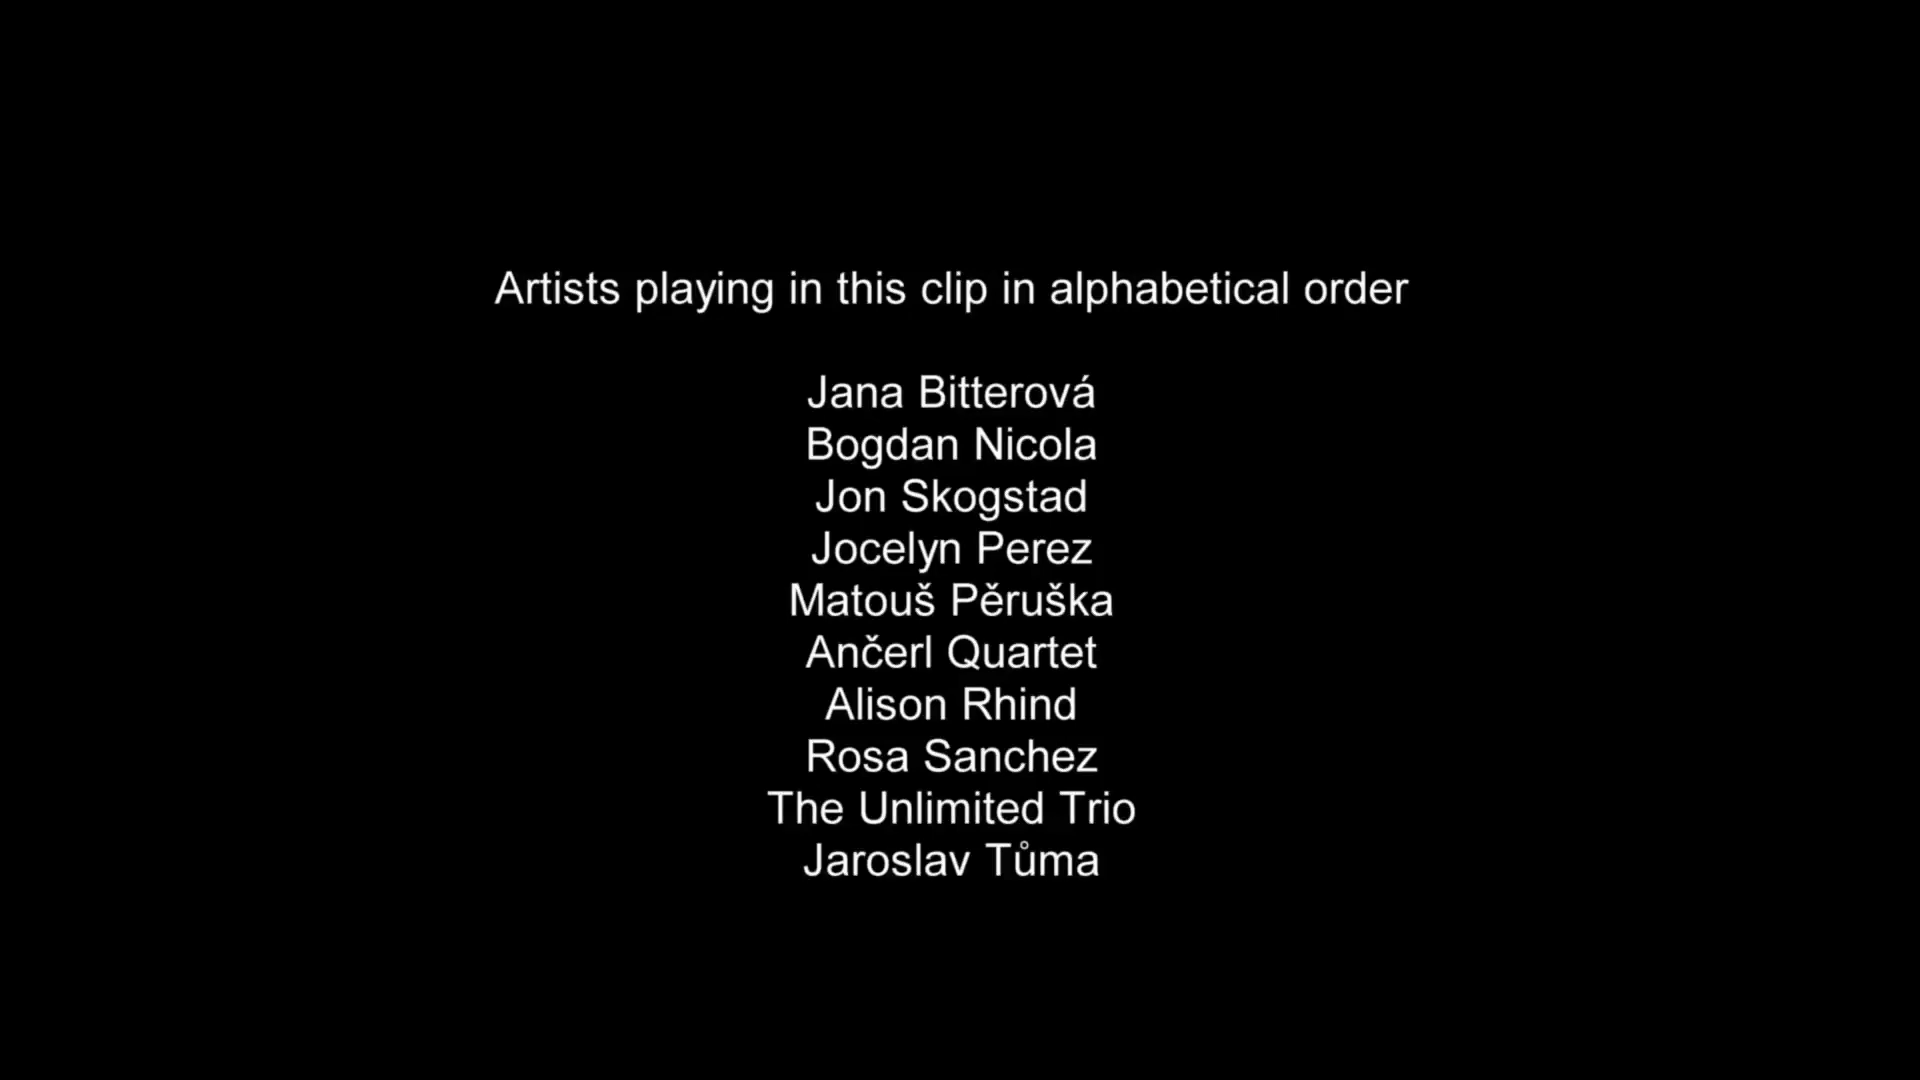 Artists playing in this clip in alphabetical order
Jana Bitterová
Bogdan Nicola
Jon Skogstad
Jocelyn Perez
Matouš Pěruška
Ančerl Quartet
Alison Rhind
Rosa Sanchez
The Unlimited Trio
Jaroslav Tůma